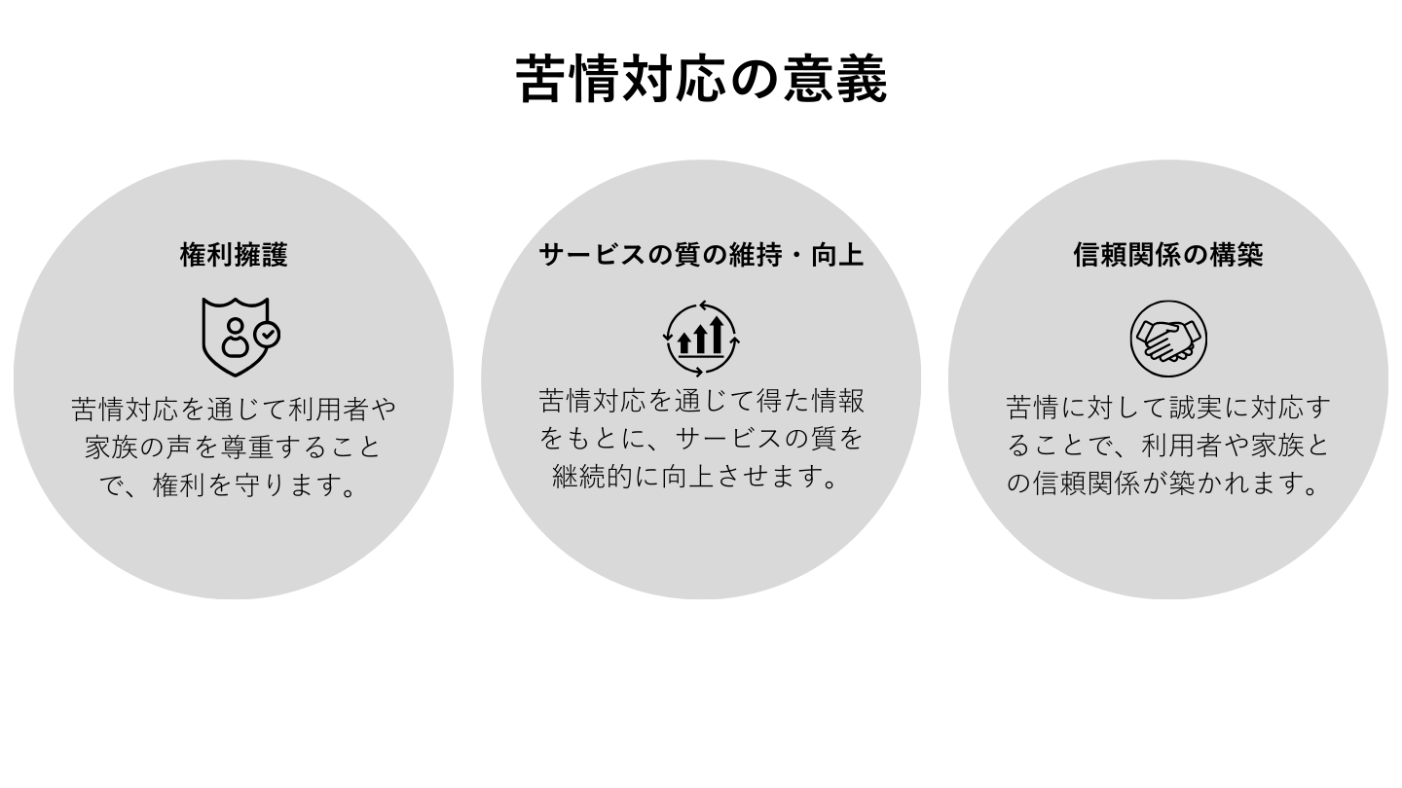 苦情対応の意義
権利擁護
苦情対応を通じて利用者や
家族の声を尊重すること
で、権利を守ります。
サービスの質の維持・向上
苦情対応を通じて得た情報
をもとに、サービスの質を
継続的に向上させます。
信頼関係の構築
苦情に対して誠実に対応す
ることで、利用者や家族と
の信頼関係が築かれます。